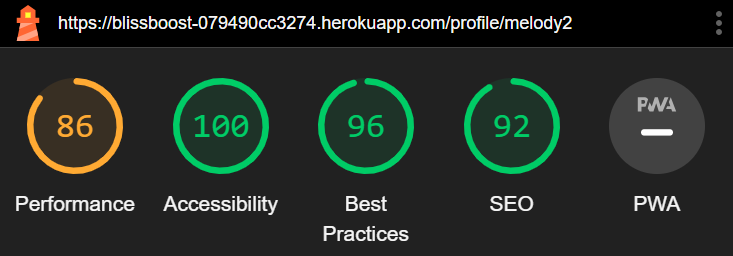 https://blissboost-079490cc3274.herokuapp.com/profile/melody2
86
100
96
92
PWA
Performance
Accessibility
Best
Practices
SEO
PWA